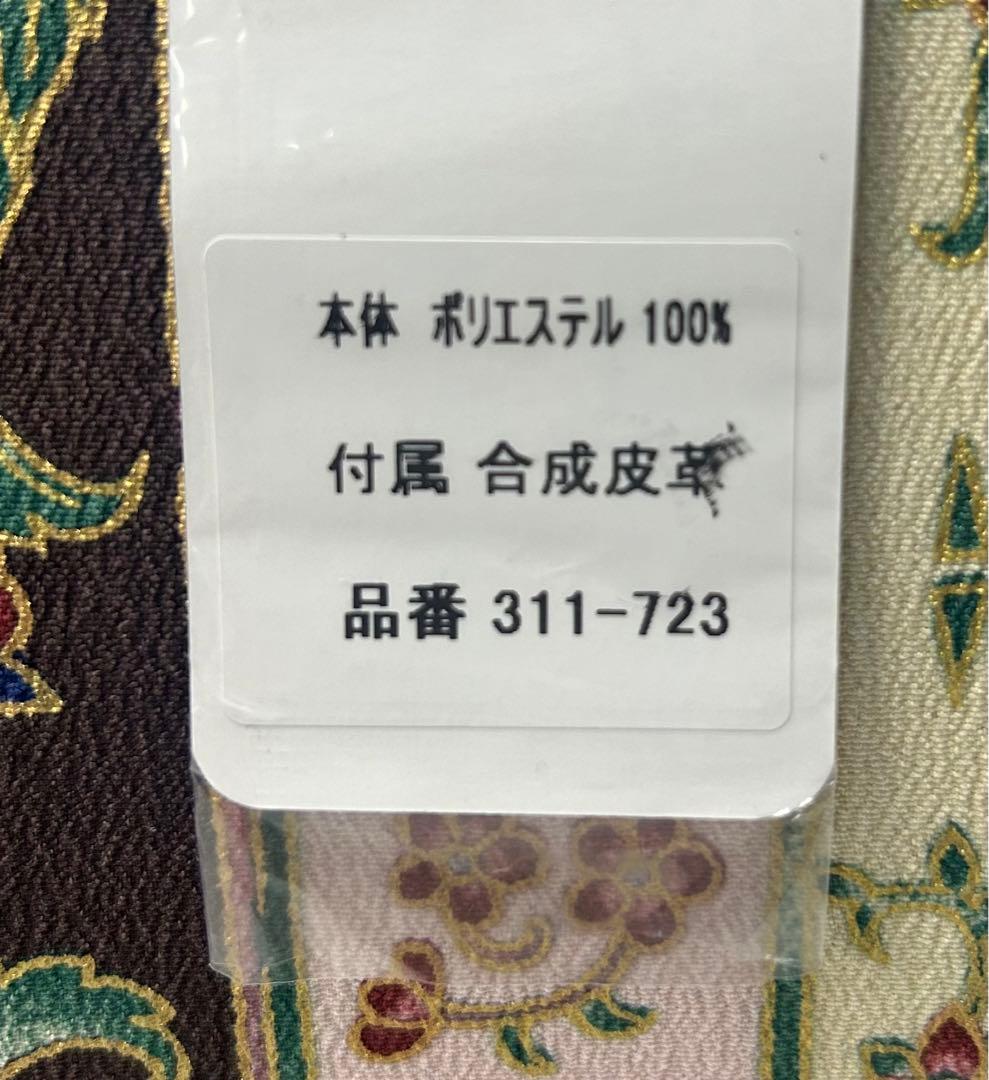 本体 ポリエステル 100%
付属 合成皮革
品番 311-723